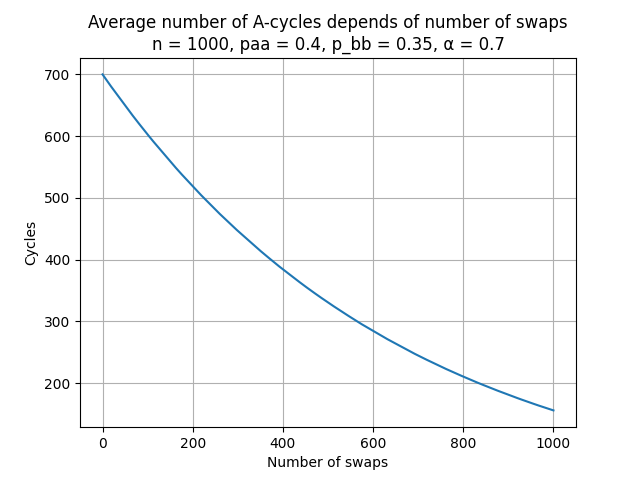 Average number of A-cycles depends of number of swaps
n = 1000, paa = 0.4, p_bb = 0.35, α = 0.7
700
600
500
400
300
200
Cycles
0 200 400 600 800 1000
Number of swaps